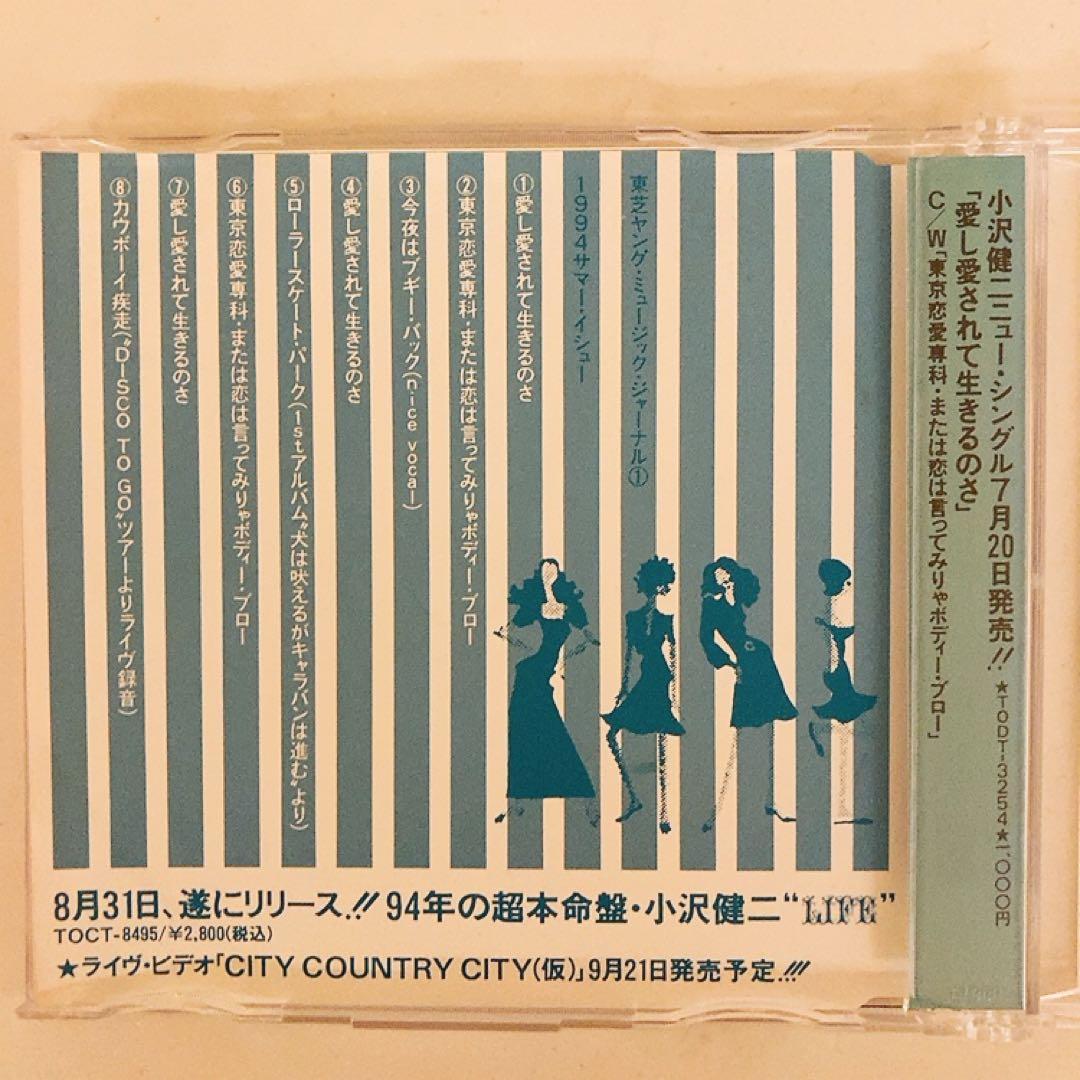 小沢健二ニュー・シングル7月20日発売!!
★TODT-3254★一、〇〇〇円
「愛し愛されて生きるのさ」
C/W「東京恋愛専科・または恋は言ってみりゃボディー・ブロー」
東芝ヤング・ミュージック・ジャーナル①
1994サマー・イシュー
①愛し愛されて生きるのさ
②東京恋愛専科・または恋は言ってみりゃボディー・ブロー
③今夜はブギー・バック(nice vocal)
④愛し愛されて生きるのさ
⑤ローラースケート・パーク(1stアルバム“犬は吠えるがキャラバンは進む”より)
⑥東京恋愛専科・または恋は言ってみりゃボディー・ブロー
⑦愛し愛されて生きるのさ
⑧カウボーイ疾走(“DISCO TO GO”ツアーよりライヴ録音)
8月31日、遂にリリース.!! 94年の超本命盤・小沢健二“LIFE”
TOCT-8495/¥2,800(税込)
★ライヴ・ビデオ「CITY COUNTRY CITY(仮)」9月21日発売予定.!!!